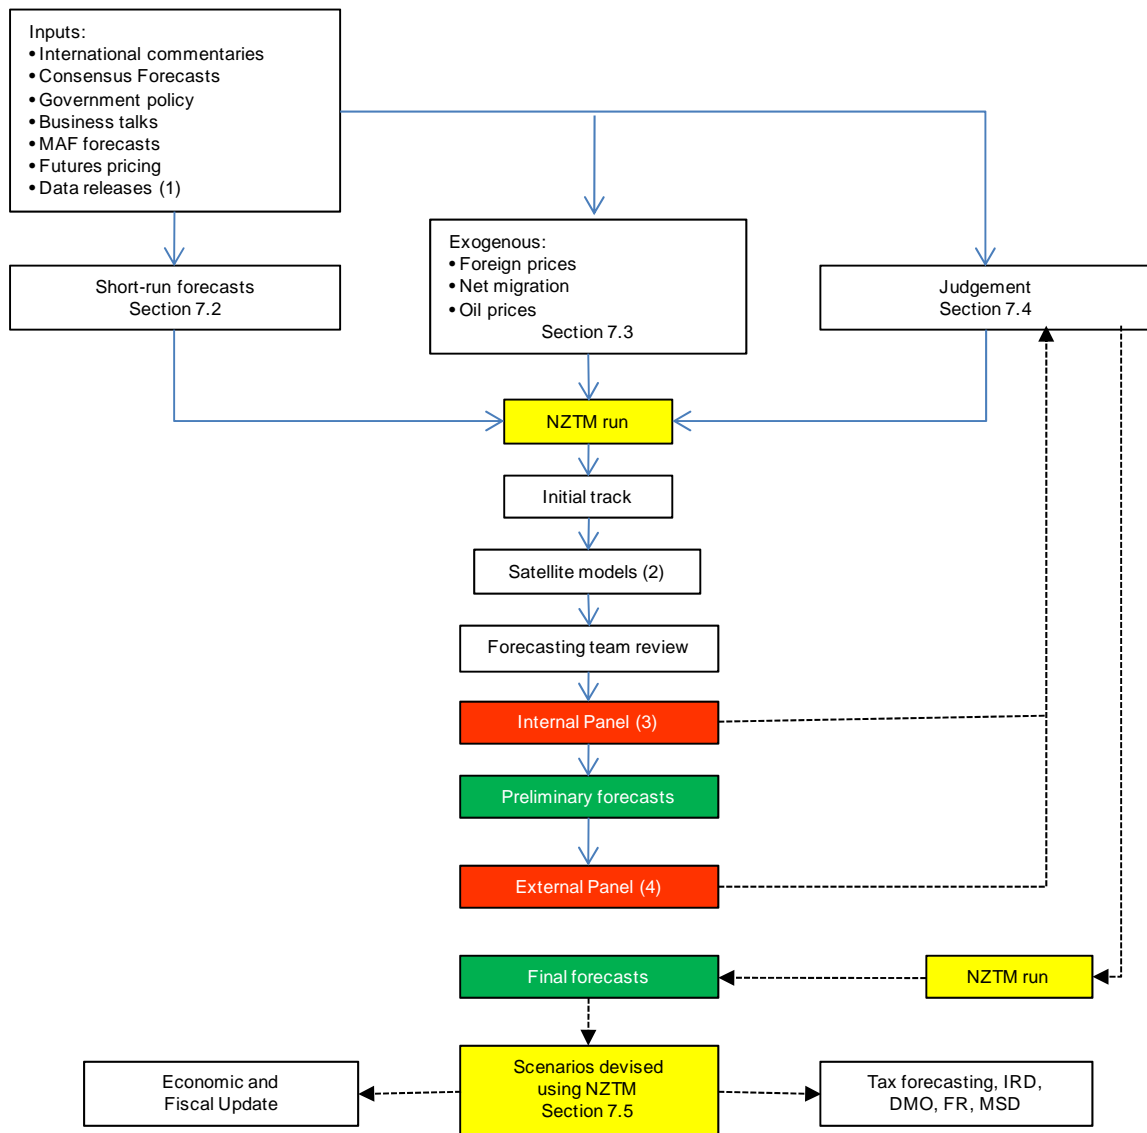 Inputs:
• International commentaries
• Consensus Forecasts
• Government policy
• Business talks
• MAF forecasts
• Futures pricing
• Data releases (1)
Short-run forecasts
Section 7.2
Exogenous:
• Foreign prices
• Net migration
• Oil prices
Section 7.3
Judgement
Section 7.4
NZTM run
Initial track
Satellite models (2)
Forecasting team review
Internal Panel (3)
Preliminary forecasts
External Panel (4)
Final forecasts
NZTM run
Economic and
Fiscal Update
Scenarios devised
using NZTM
Section 7.5
Tax forecasting, IRD,
DMO, FR, MSD